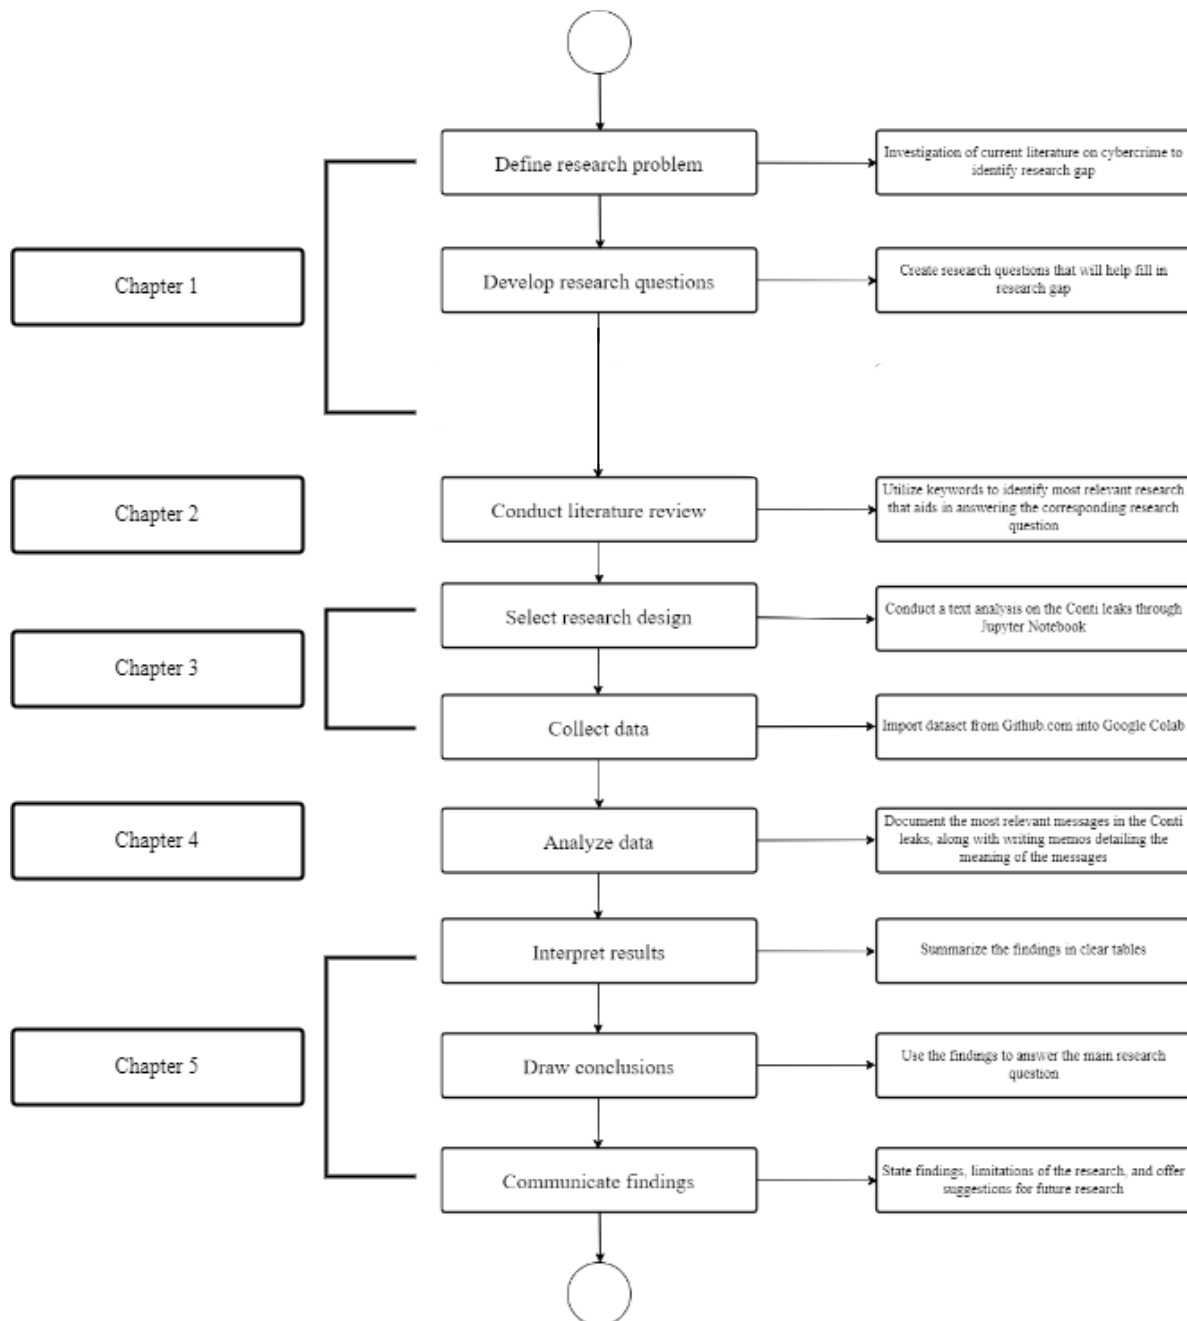 Define research problem
Investigation of current literature on cybercrime to
identify research gap
Chapter 1
Develop research questions
Create research questions that will help fill in
research gap
Chapter 2
Conduct literature review
Utilize keywords to identify most relevant research
that aids in answering the corresponding research
question
Chapter 3
Select research design
Conduct a text analysis on the Conti leaks through
Jupyter Notebook
Collect data
Import dataset from Github.com into Google Colab
Chapter 4
Analyze data
Document the most relevant messages in the Conti
leaks, along with writing memos detailing the
meaning of the messages
Interpret results
Summarize the findings in clear tables
Chapter 5
Draw conclusions
Use the findings to answer the main research
question
Communicate findings
State findings, limitations of the research, and offer
suggestions for future research